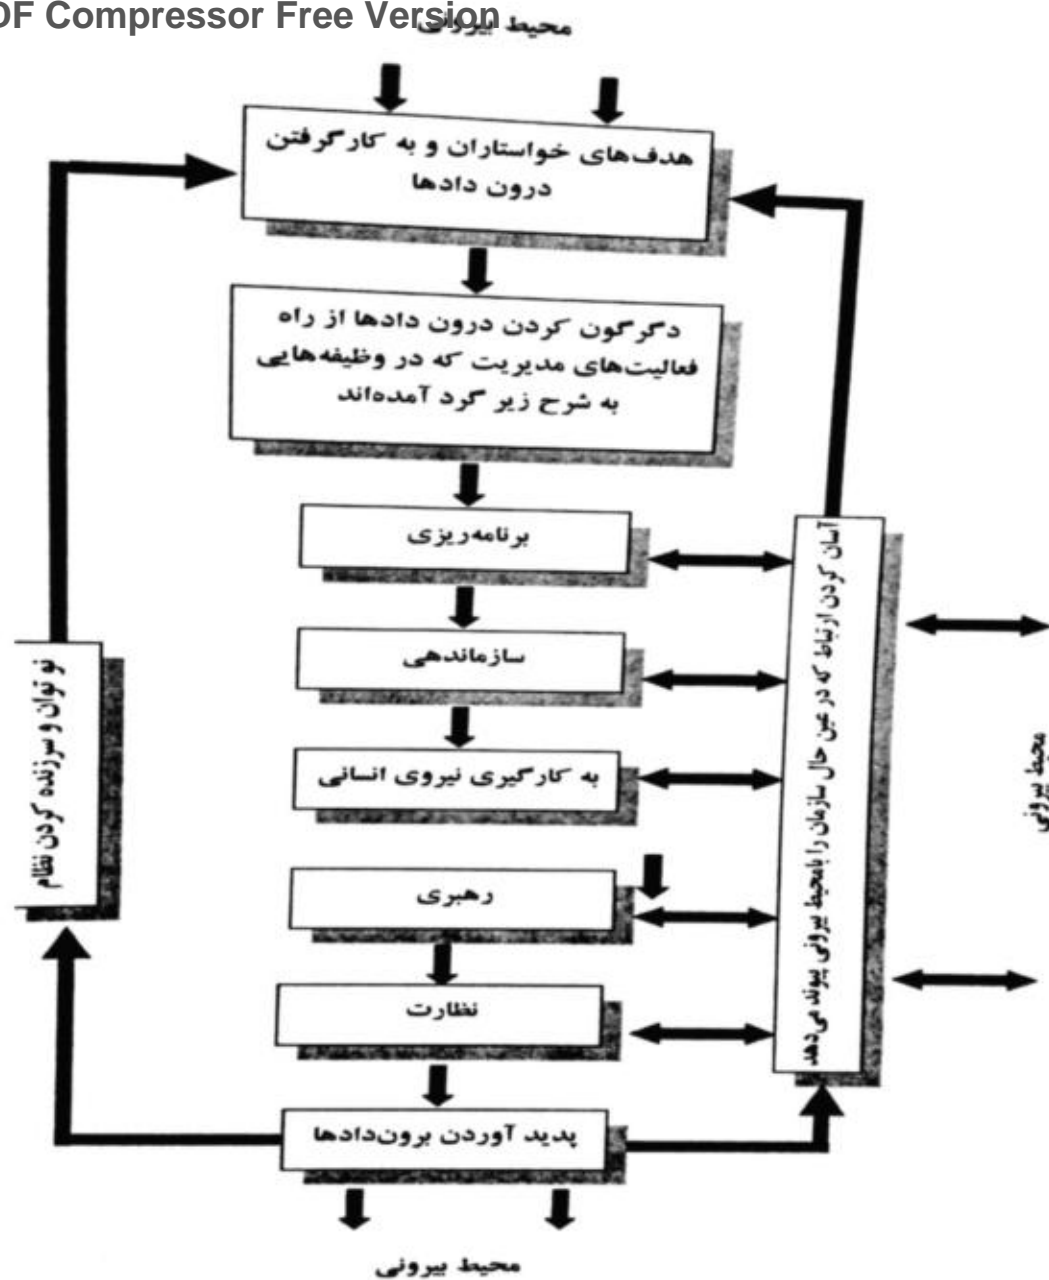 DF Compressor Free Version
محیط بیرونی
هدف‌های خواستاران و به کارگرفتن
درون دادها
دگرگون کردن درون دادها از راه
فعالیت‌های مدیریت که در وظیفه‌هایی
به شرح زیر گرد آمده‌اند
برنامه‌ریزی
سازماندهی
به کارگیری نیروی انسانی
رهبری
نظارت
پدید آوردن برون‌دادها
آسان کردن ارتباط که در عین حال سازمان را بامحیط بیرونی پیوند می‌دهد
محیط بیرونی
نو توان و سرزنده کردن نظام
محیط بیرونی